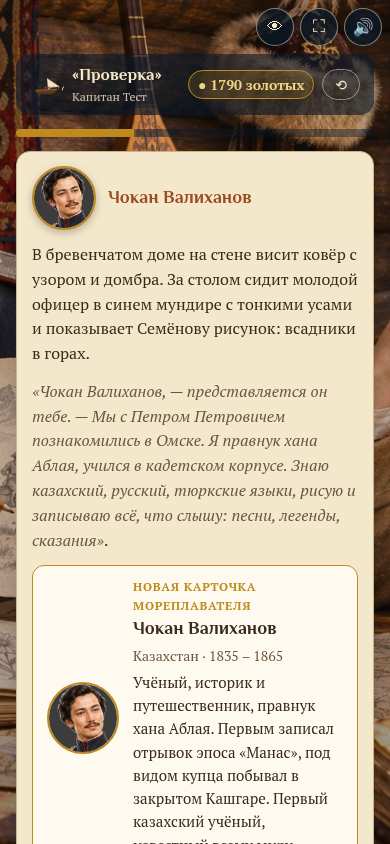 «Проверка»
Капитан Тест
● 1790 золотых
Чокан Валиханов
В бревенчатом доме на стене висит ковёр с
узором и домбра. За столом сидит молодой
офицер в синем мундире с тонкими усами
и показывает Семёнову рисунок: всадники
в горах.
«Чокан Валиханов, — представляется он
тебе. — Мы с Петром Петровичем
познакомились в Омске. Я правнук хана
Аблая, учился в кадетском корпусе. Знаю
казахский, русский, тюркские языки, рисую и
записываю всё, что слышу: песни, легенды,
сказания».
НОВАЯ КАРТОЧКА
МОРЕПЛАВАТЕЛЯ
Чокан Валиханов
Казахстан · 1835 – 1865
Учёный, историк и
путешественник, правнук
хана Аблая. Первым записал
отрывок эпоса «Манас», под
видом купца побывал в
закрытом Кашгаре. Первый
казахский учёный,